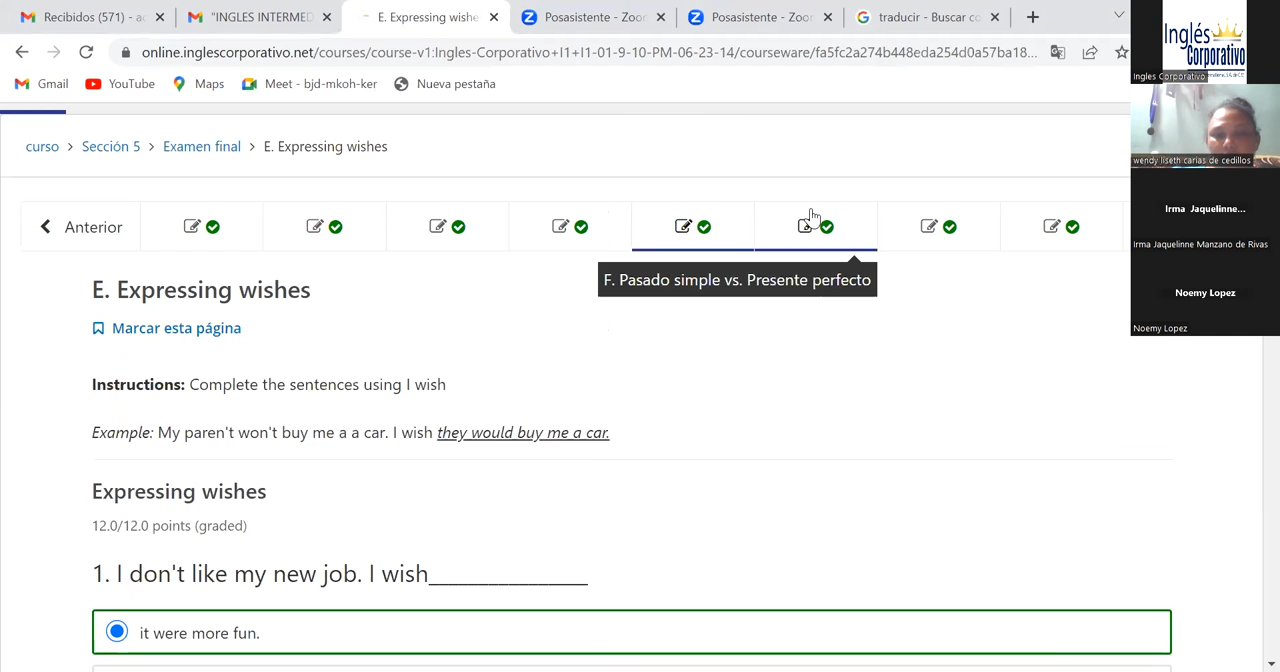 Recibidos (571) - ac
"INGLES INTERMED
E. Expressing wishe
Posasistente - Zoor
Posasistente - Zoor
traducir - Buscar co
online.inglescorporativo.net/courses/course-v1:Ingles-Corporativo+I1+I1-01-9-10-PM-06-23-14/courseware/fa5fc2a274b448eda254d0a57ba18...
Gmail
YouTube
Maps
Meet - bjd-mkoh-ker
Nueva pestaña
Inglés
Corporativo
Ingles Corporativo
wendy liseth carias de cedillos
Irma Jaquelinne...
Irma Jaquelinne Manzano de Rivas
Noemy Lopez
Noemy Lopez
curso > Sección 5 > Examen final > E. Expressing wishes
Anterior
F. Pasado simple vs. Presente perfecto
E. Expressing wishes
Marcar esta página
Instructions: Complete the sentences using I wish
Example: My paren't won't buy me a a car. I wish they would buy me a car.
Expressing wishes
12.0/12.0 points (graded)
1. I don't like my new job. I wish________________
it were more fun.